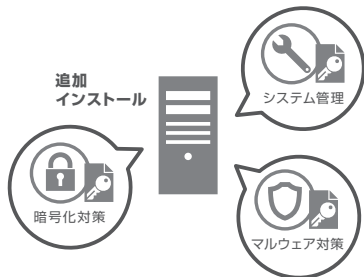 追加
インストール
システム管理
暗号化対策
マルウェア対策